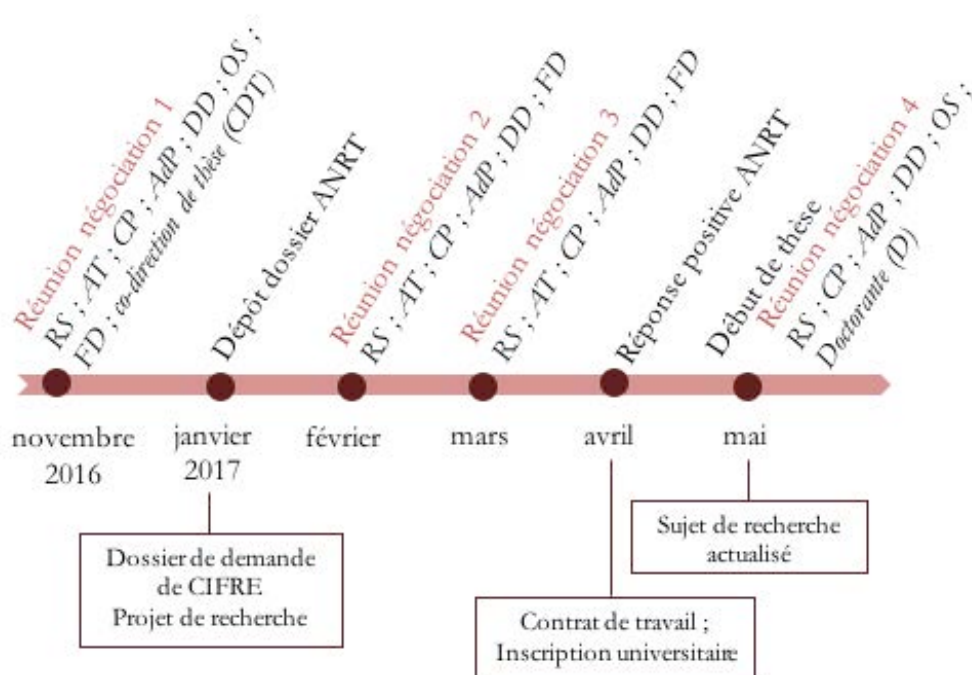 Réunion négociation 1
RS ; AT ; CP ; AdP ; DD ; OS ;
FD ; co-direction de thèse (CDT)
Dépôt dossier ANRT
Réunion négociation 2
RS ; AT ; CP ; AdP ; DD ; FD
Réunion négociation 3
RS ; AT ; CP ; AdP ; DD ; FD
Réponse positive ANRT
Début de thèse
Réunion négociation 4
RS ; CP ; AdP ; DD ; OS ;
Doctorante (D)
novembre
2016
janvier
2017
février
mars
avril
mai
Dossier de demande
de CIFRE
Projet de recherche
Contrat de travail ;
Inscription universitaire
Sujet de recherche
actualisé